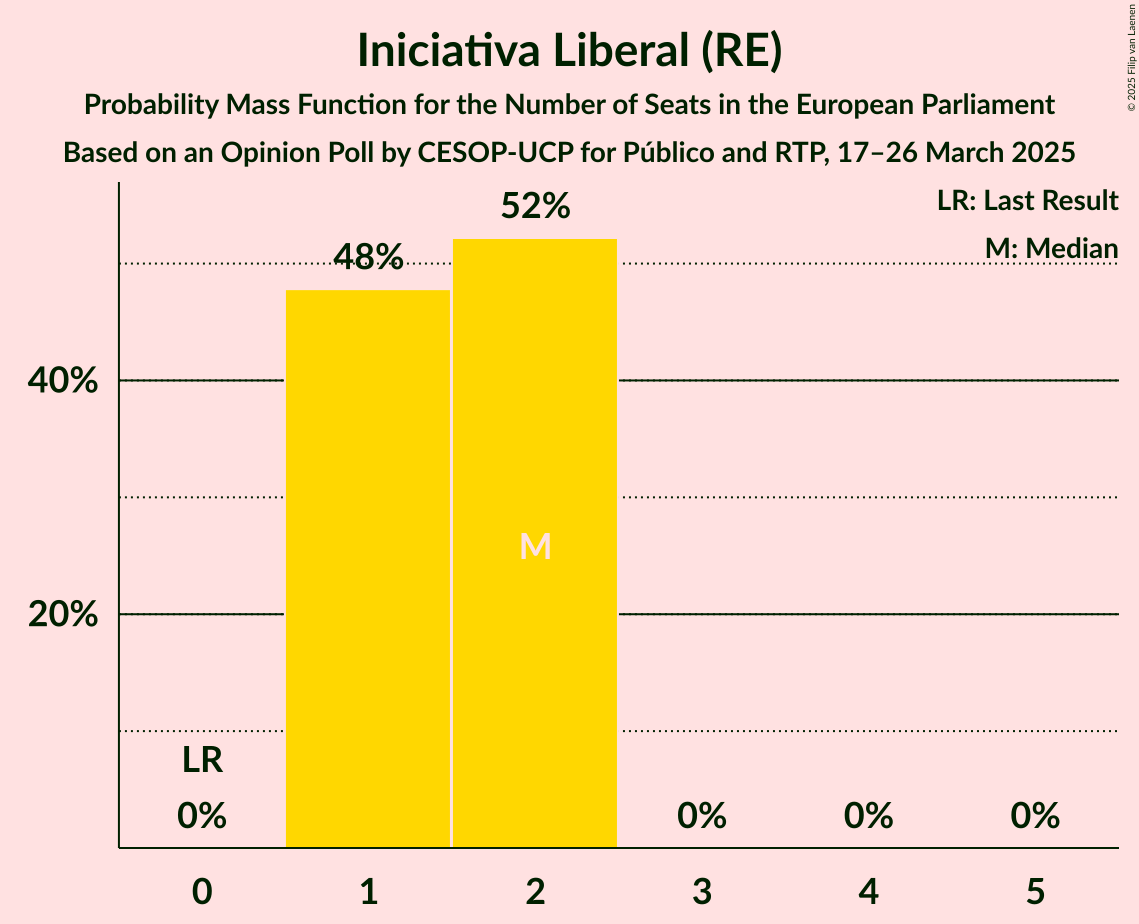 Iniciativa Liberal (RE)
Probability Mass Function for the Number of Seats in the European Parliament
Based on an Opinion Poll by CESOP-UCP for Público and RTP, 17–26 March 2025
© 2025 Filip van Laenen
LR: Last Result
M: Median
52%
48%
40%
20%
M
LR
0%
0%
0%
0%
0
1
2
3
4
5